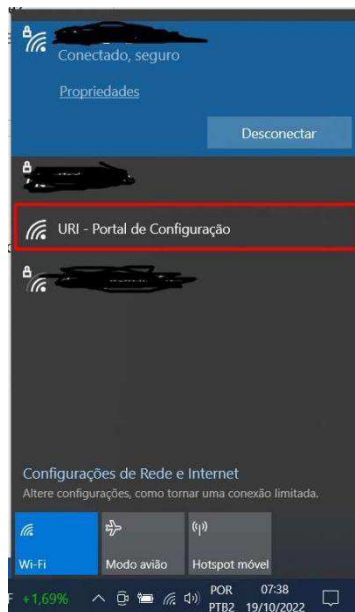 Conectado, seguro
Propriedades
Desconectar
URI - Portal de Configuração
Configurações de Rede e Internet
Altere configurações, como tornar uma conexão limitada.
Wi-Fi
Modo avião
Hotspot móvel
+1,69%
POR
07:38
PTB2
19/10/2022